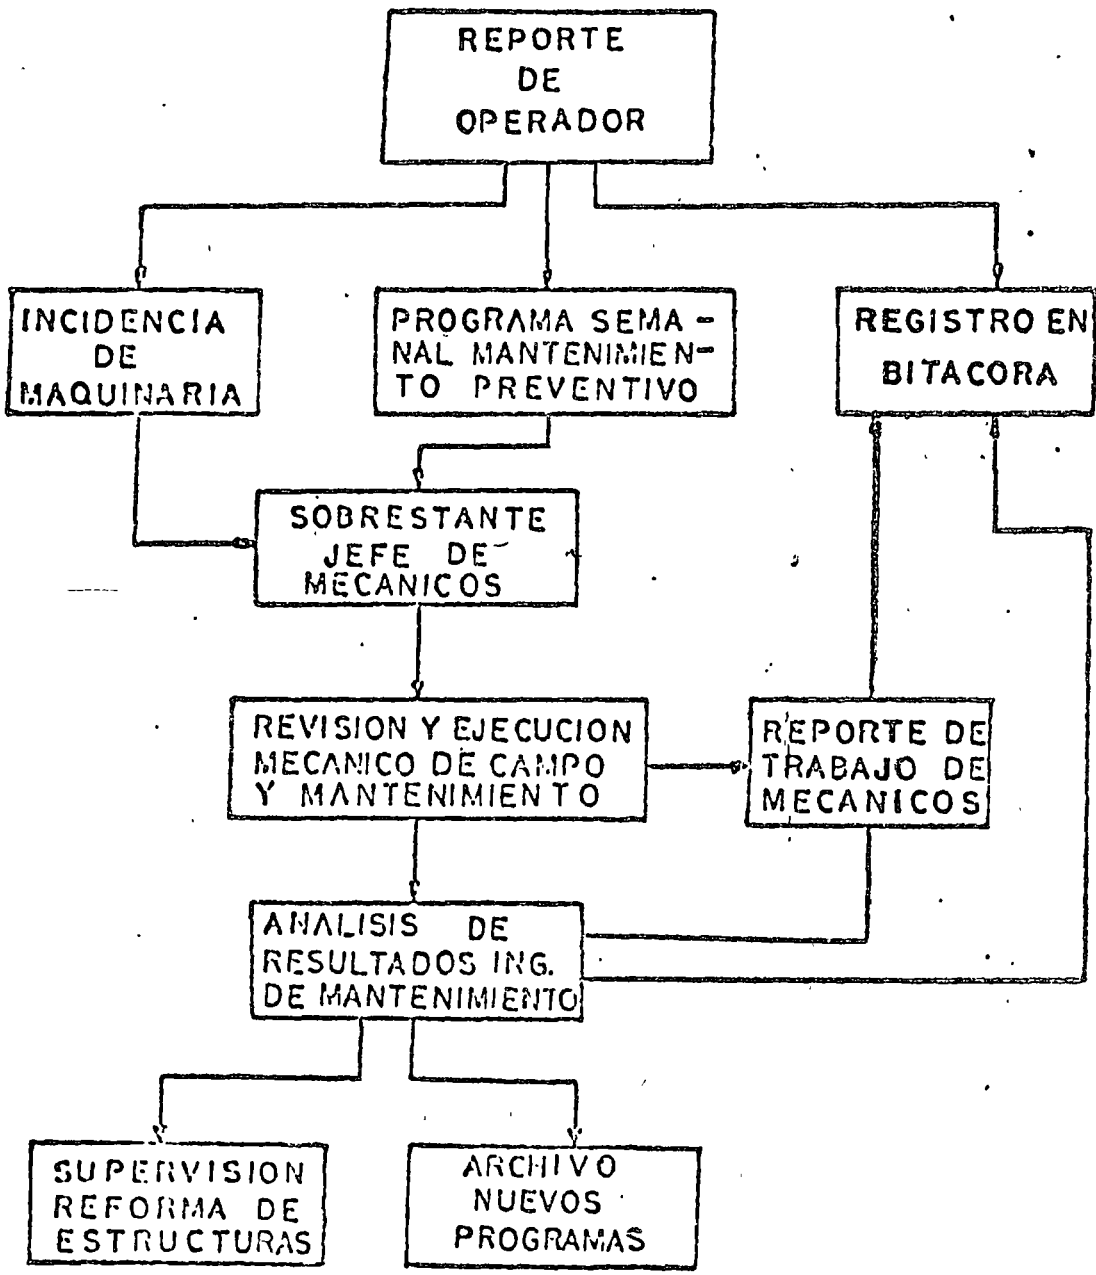 REPORTE
DE
OPERADOR
INCIDENCIA
DE
MAQUINARIA
PROGRAMA SEMA-
NAL MANTENIMIEN-
TO PREVENTIVO
REGISTRO EN
BITACORA
SOBRESTANTE
JEFE DE
MECANICOS
REVISION Y EJECUCION
MECANICO DE CAMPO
Y MANTENIMIENTO
REPORTE DE
TRABAJO DE
MECANICOS
ANALISIS DE
RESULTADOS ING.
DE MANTENIMIENTO
SUPERVISION
REFORMA DE
ESTRUCTURAS
ARCHIVO
NUEVOS
PROGRAMAS